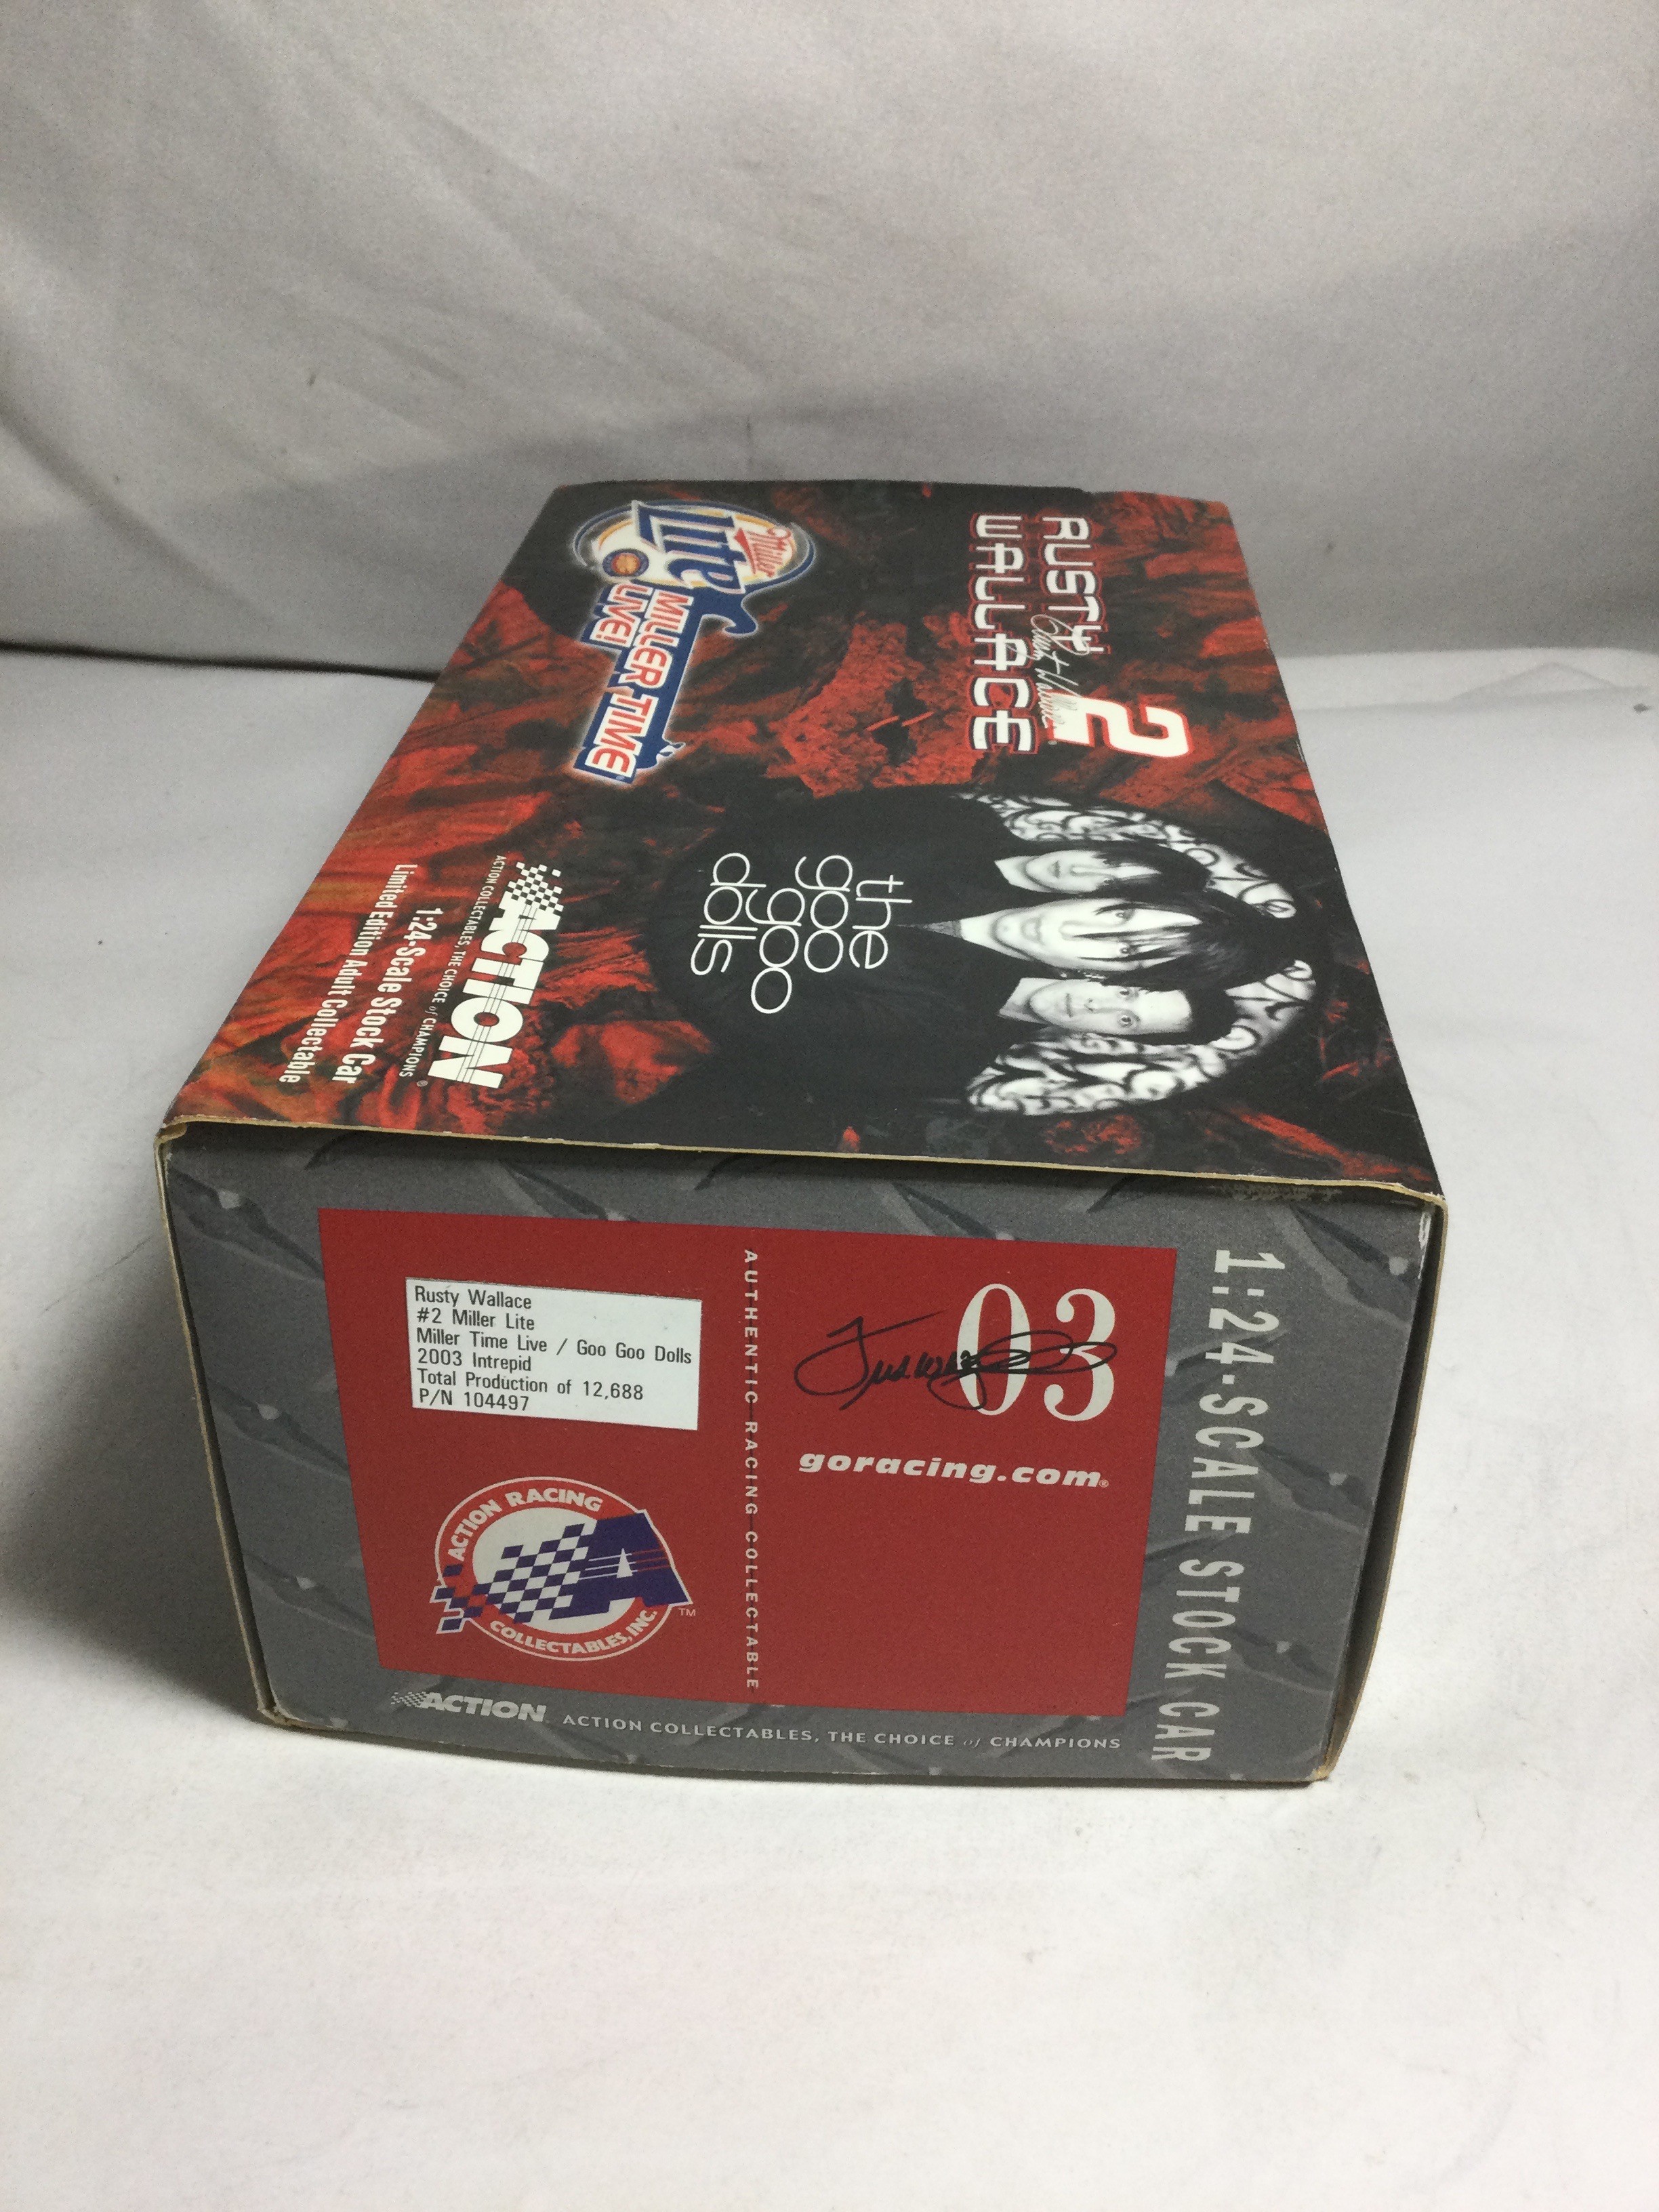 RUSTY
WALLACE
2
Rusty Wallace
Miller
Lite
MILLER TIME
LIVE!
the
goo
goo
dolls
ACTION
ACTION COLLECTABLES, THE CHOICE of CHAMPIONS®
1:24-Scale Stock Car
Limited Edition Adult Collectable
1:24-SCALE STOCK CAR
03
goracing.com®
AUTHENTIC RACING COLLECTABLE
Rusty Wallace
#2 Miller Lite
Miller Time Live / Goo Goo Dolls
2003 Intrepid
Total Production of 12,688
P/N 104497
ACTION RACING
A
COLLECTABLES, INC.
TM
ACTION
ACTION COLLECTABLES, THE CHOICE of CHAMPIONS